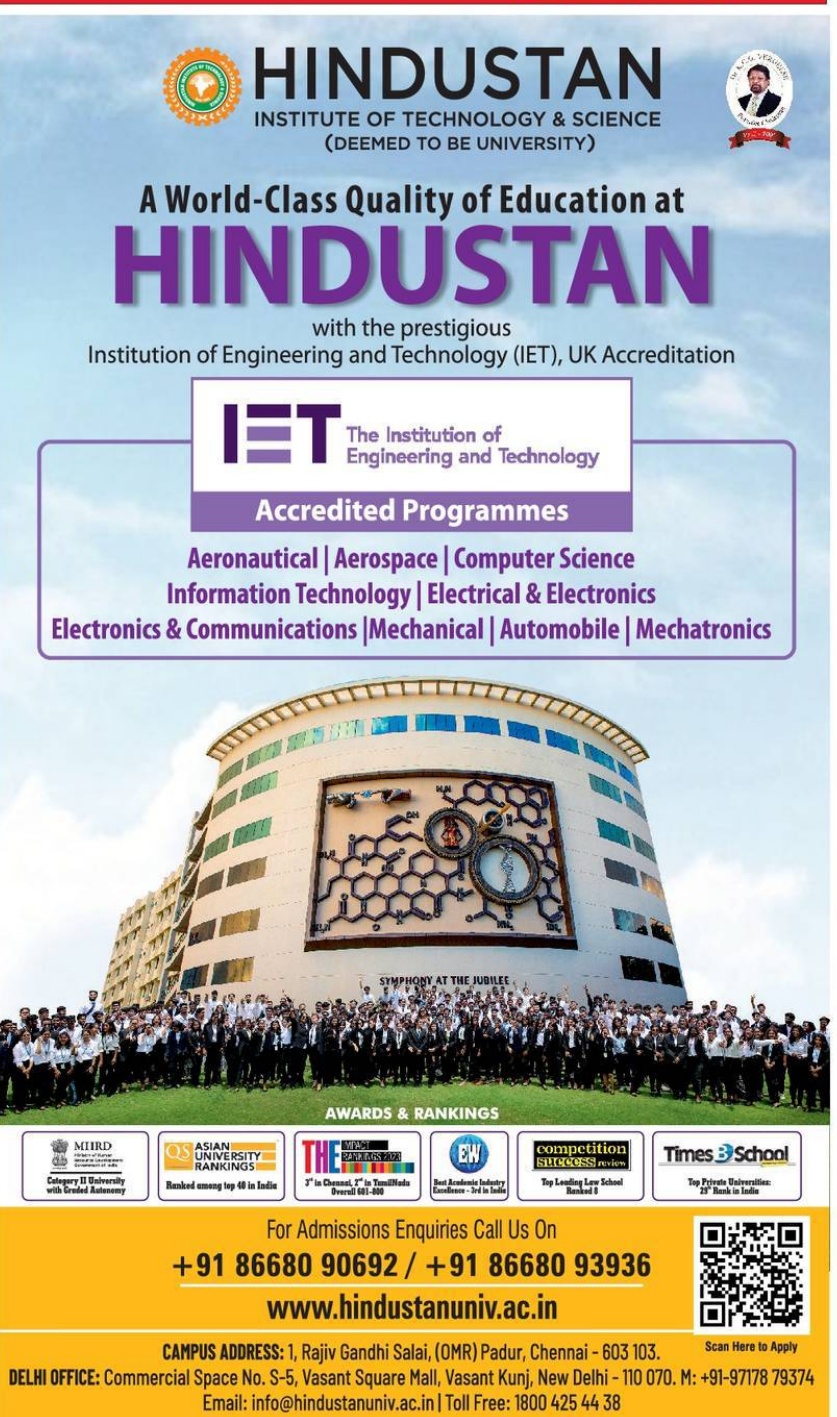 HINDUSTAN
INSTITUTE OF TECHNOLOGY & SCIENCE
(DEEMED TO BE UNIVERSITY)
A World-Class Quality of Education at
HINDUSTAN
with the prestigious
Institution of Engineering and Technology (IET), UK Accreditation
IET The Institution of
Engineering and Technology
Accredited Programmes
Aeronautical | Aerospace | Computer Science
Information Technology | Electrical & Electronics
Electronics & Communications |Mechanical | Automobile | Mechatronics
SYMPHONY AT THE JUBILEE
AWARDS & RANKINGS
MHRD
Category II University
with Graded Autonomy
QS ASIAN
UNIVERSITY
RANKINGS
Ranked among top 40 in India
THE IMPACT
RANKINGS 2023
3rd in Chennai, 2nd in TamilNadu
Overall 601-800
EW
Best Academia Industry
Excellence - 3rd in India
competition
success review
Top Leading Law School
Ranked 8
Times B School
Top Private Universities:
29th Rank in India
For Admissions Enquiries Call Us On
+91 86680 90692 / +91 86680 93936
www.hindustanuniv.ac.in
Scan Here to Apply
CAMPUS ADDRESS: 1, Rajiv Gandhi Salai, (OMR) Padur, Chennai - 603 103.
DELHI OFFICE: Commercial Space No. S-5, Vasant Square Mall, Vasant Kunj, New Delhi - 110 070. M: +91-97178 79374
Email: info@hindustanuniv.ac.in | Toll Free: 1800 425 44 38